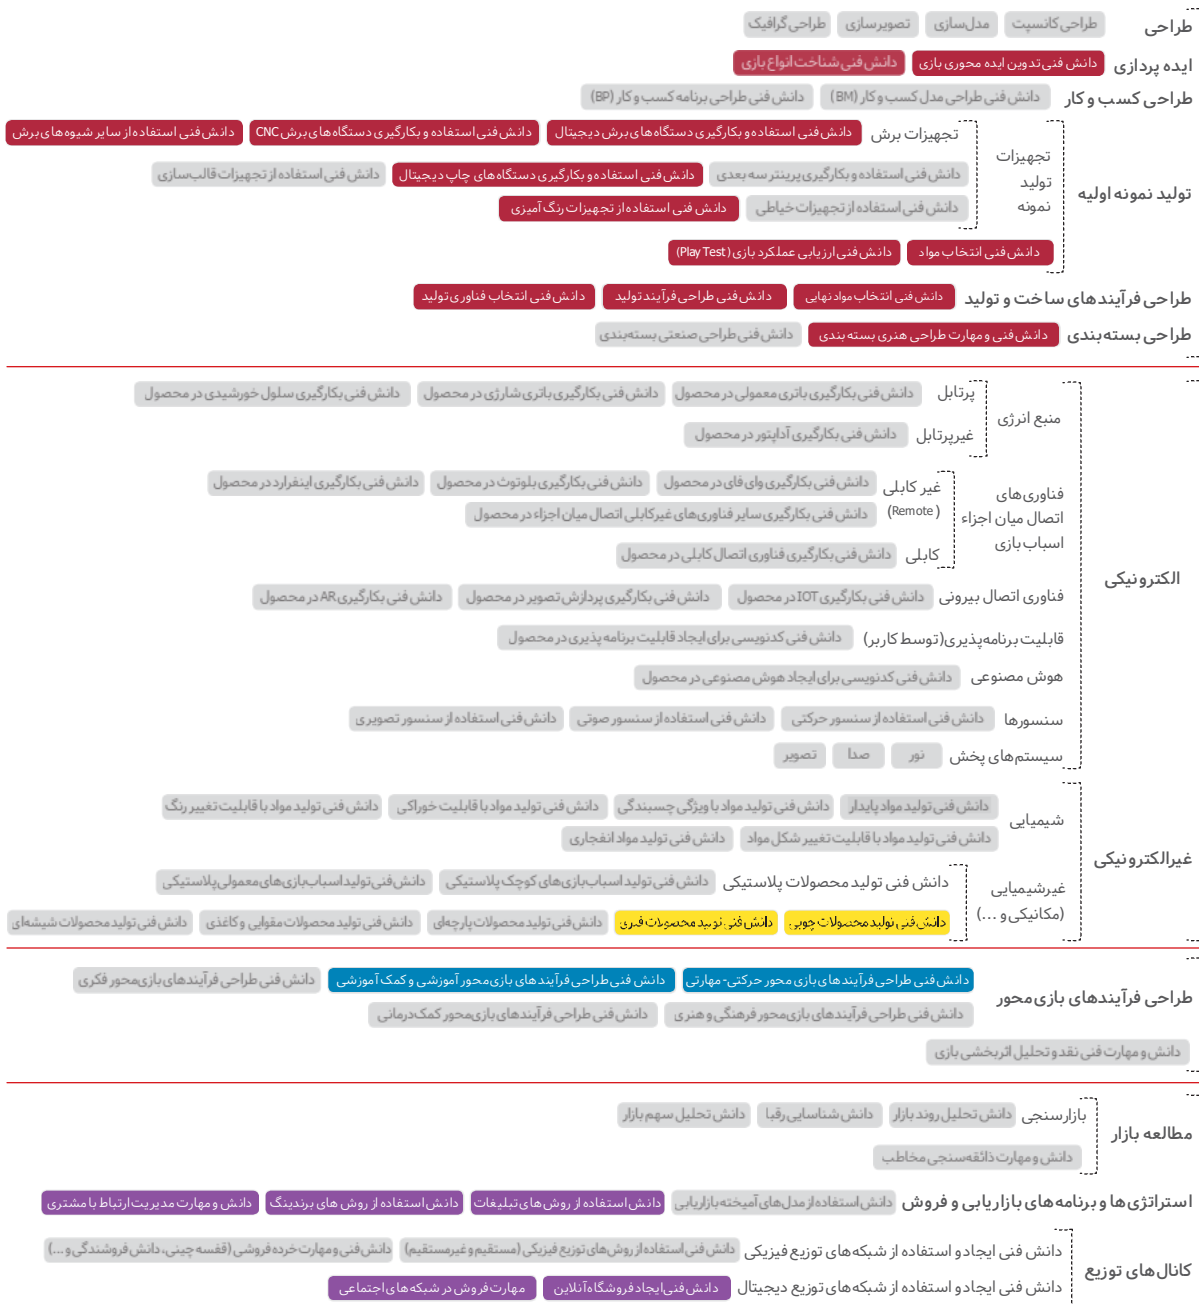 طراحی طراحی کانسپت مدل‌سازی تصویرسازی طراحی گرافیک
ایده پردازی دانش فنی تدوین ایده محوری بازی دانش فنی شناخت انواع بازی
طراحی کسب و کار دانش فنی طراحی مدل کسب و کار (BM) دانش فنی طراحی برنامه کسب و کار (BP)
تولید نمونه اولیه
تجهیزات تولید نمونه
تجهیزات برش دانش فنی استفاده و بکارگیری دستگاه های برش دیجیتال دانش فنی استفاده و بکارگیری دستگاه های برش CNC دانش فنی استفاده از سایر شیوه های برش
دانش فنی استفاده و بکارگیری پرینتر سه بعدی دانش فنی استفاده و بکارگیری دستگاه های چاپ دیجیتال دانش فنی استفاده از تجهیزات قالب‌سازی
دانش فنی استفاده از تجهیزات خیاطی دانش فنی استفاده از تجهیزات رنگ آمیزی
دانش فنی انتخاب مواد دانش فنی ارزیابی عملکرد بازی (Play Test)
طراحی فرآیندهای ساخت و تولید دانش فنی انتخاب مواد نهایی دانش فنی طراحی فرآیند تولید دانش فنی انتخاب فناوری تولید
طراحی بسته‌بندی دانش فنی و مهارت طراحی هنری بسته بندی دانش فنی طراحی صنعتی بسته‌بندی
الکترونیکی
منبع انرژی
پرتابل دانش فنی بکارگیری باتری معمولی در محصول دانش فنی بکارگیری باتری شارژی در محصول دانش فنی بکارگیری سلول خورشیدی در محصول
غیرپرتابل دانش فنی بکارگیری آداپتور در محصول
فناوری‌های اتصال میان اجزاء اسباب بازی
غیر کابلی (Remote) دانش فنی بکارگیری وای فای در محصول دانش فنی بکارگیری بلوتوث در محصول دانش فنی بکارگیری اینفرارد در محصول
دانش فنی بکارگیری سایر فناوری‌های غیرکابلی اتصال میان اجزاء در محصول
کابلی دانش فنی بکارگیری فناوری اتصال کابلی در محصول
فناوری اتصال بیرونی دانش فنی بکارگیری IOT در محصول دانش فنی بکارگیری پردازش تصویر در محصول دانش فنی بکارگیری AR در محصول
قابلیت برنامه‌پذیری(توسط کاربر) دانش فنی کدنویسی برای ایجاد قابلیت برنامه پذیری در محصول
هوش مصنوعی دانش فنی کدنویسی برای ایجاد هوش مصنوعی در محصول
سنسورها دانش فنی استفاده از سنسور حرکتی دانش فنی استفاده از سنسور صوتی دانش فنی استفاده از سنسور تصویری
سیستم‌های پخش نور صدا تصویر
غیرالکترونیکی
شیمیایی
دانش فنی تولید مواد پایدار دانش فنی تولید مواد با ویژگی چسبندگی دانش فنی تولید مواد با قابلیت خوراکی دانش فنی تولید مواد با قابلیت تغییر رنگ
دانش فنی تولید مواد با قابلیت تغییر شکل مواد دانش فنی تولید مواد انفجاری
غیرشیمیایی (مکانیکی و ...)
دانش فنی تولید محصولات پلاستیکی دانش فنی تولید اسباب‌بازی‌های کوچک پلاستیکی دانش فنی تولید اسباب‌بازی‌های معمولی پلاستیکی
دانش فنی تولید محصولات چوبی دانش فنی تولید محصولات فلزی دانش فنی تولید محصولات پارچه‌ای دانش فنی تولید محصولات مقوایی و کاغذی دانش فنی تولید محصولات شیشه‌ای
طراحی فرآیندهای بازی محور
دانش فنی طراحی فرآیندهای بازی محور حرکتی- مهارتی دانش فنی طراحی فرآیندهای بازی محور آموزشی و کمک آموزشی دانش فنی طراحی فرآیندهای بازی‌محور فکری
دانش فنی طراحی فرآیندهای بازی‌محور فرهنگی و هنری دانش فنی طراحی فرآیندهای بازی‌محور کمک‌درمانی
دانش و مهارت فنی نقد و تحلیل اثربخشی بازی
مطالعه بازار
بازارسنجی دانش تحلیل روند بازار دانش شناسایی رقبا دانش تحلیل سهم بازار
دانش و مهارت ذائقه‌سنجی مخاطب
استراتژی‌ها و برنامه های بازاریابی و فروش دانش استفاده از مدل‌های آمیخته بازاریابی دانش استفاده از روش های تبلیغات دانش استفاده از روش های برندینگ دانش و مهارت مدیریت ارتباط با مشتری
کانال‌های توزیع
دانش فنی ایجاد و استفاده از شبکه‌های توزیع فیزیکی دانش فنی استفاده از روش‌های توزیع فیزیکی (مستقیم و غیرمستقیم) دانش فنی و مهارت خرده‌فروشی (قفسه چینی، دانش فروشندگی و ...)
دانش فنی ایجاد و استفاده از شبکه‌های توزیع دیجیتال دانش فنی ایجاد فروشگاه آنلاین مهارت فروش در شبکه های اجتماعی